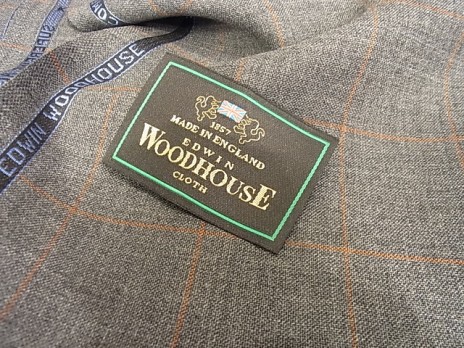 EDWIN WOODHOUSE
1857
MADE IN ENGLAND
EDWIN
WOODHOUSE
CLOTH